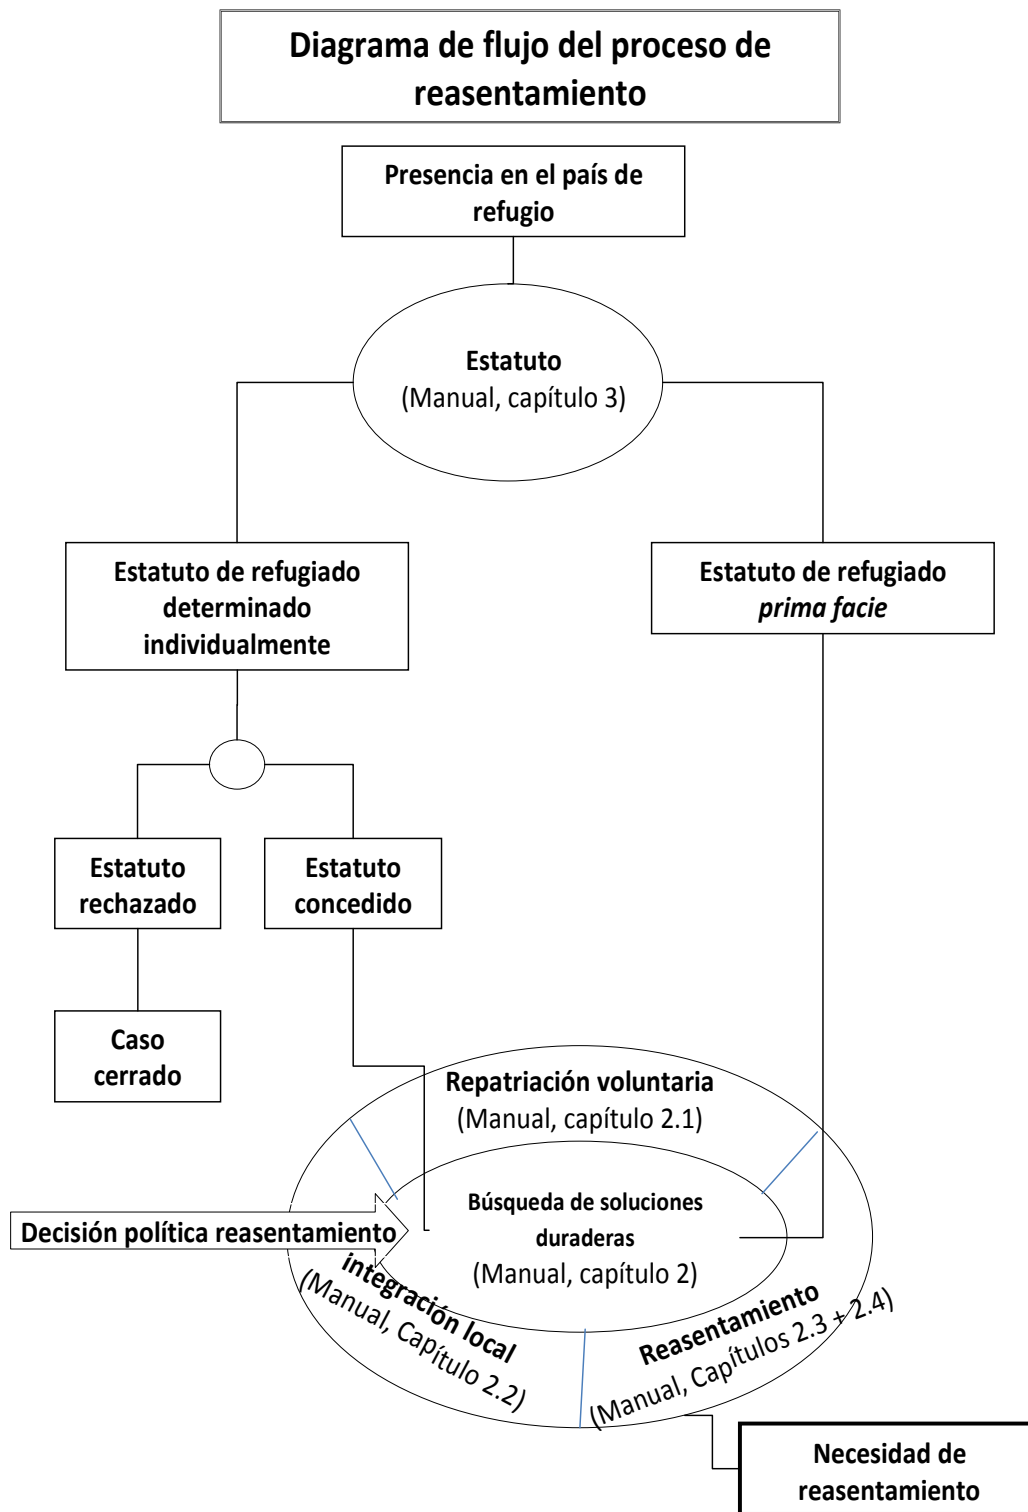 Diagrama de flujo del proceso de
reasentamiento
Presencia en el país de
refugio
Estatuto
(Manual, capítulo 3)
Estatuto de refugiado
determinado
individualmente
Estatuto de refugiado
prima facie
Estatuto
rechazado
Estatuto
concedido
Caso
cerrado
Repatriación voluntaria
(Manual, capítulo 2.1)
Búsqueda de soluciones
duraderas
(Manual, capítulo 2)
Decisión política reasentamiento
integración local
(Manual, Capítulo 2.2)
Reasentamiento
(Manual, Capítulos 2.3 + 2.4)
Necesidad de
reasentamiento